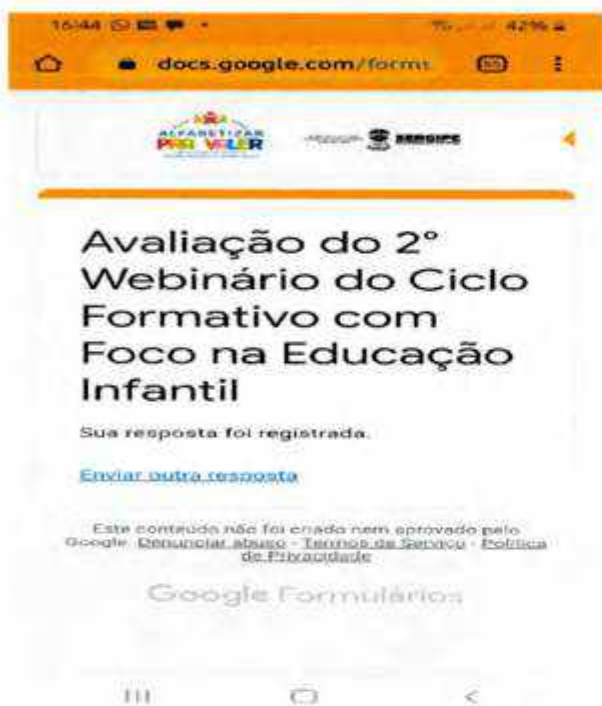 16:44 42%
docs.google.com/forms
ALFABETIZAR
PRA VALER
SERGIPE
Avaliação do 2°
Webinário do Ciclo
Formativo com
Foco na Educação
Infantil
Sua resposta foi registrada.
Enviar outra resposta
Este conteúdo não foi criado nem aprovado pelo
Google. Denunciar abuso - Termos de Serviço - Política
de Privacidade
Google Formulários